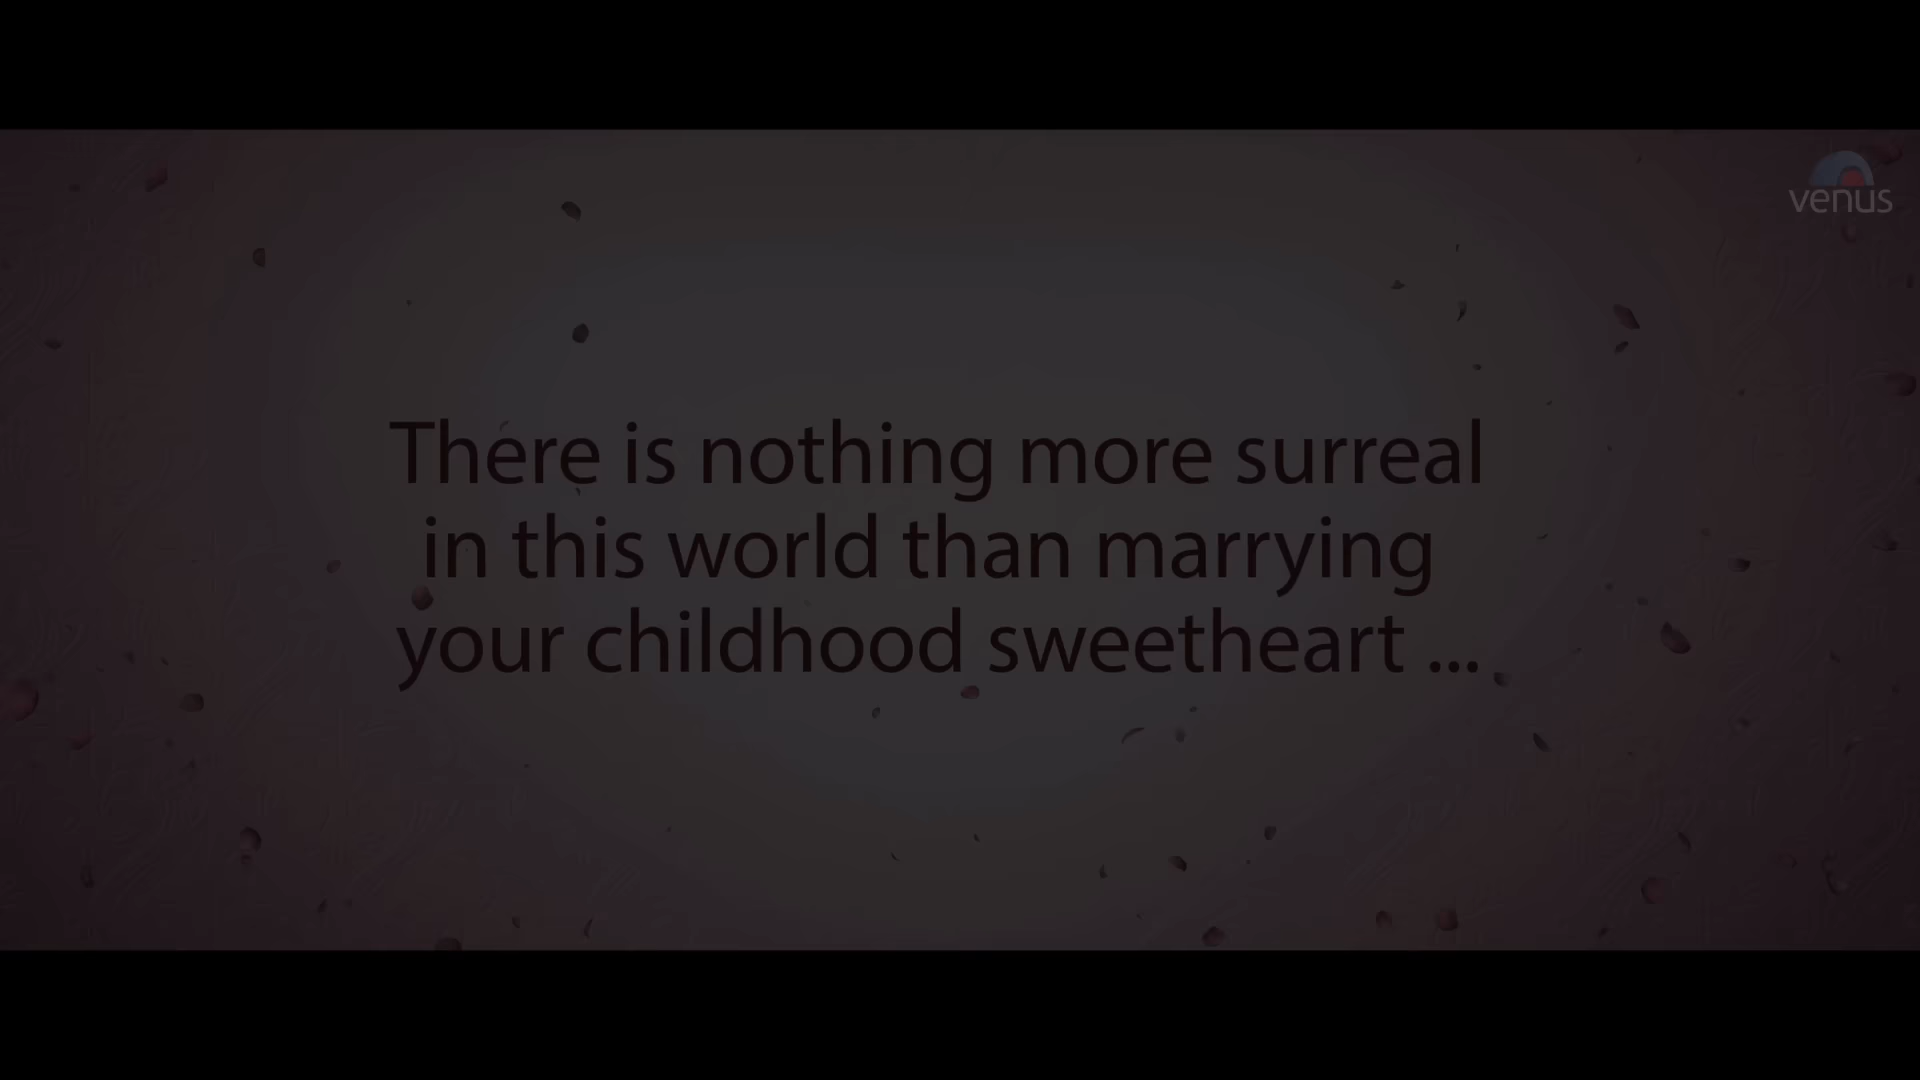 venus
There is nothing more surreal
in this world than marrying
your childhood sweetheart ...